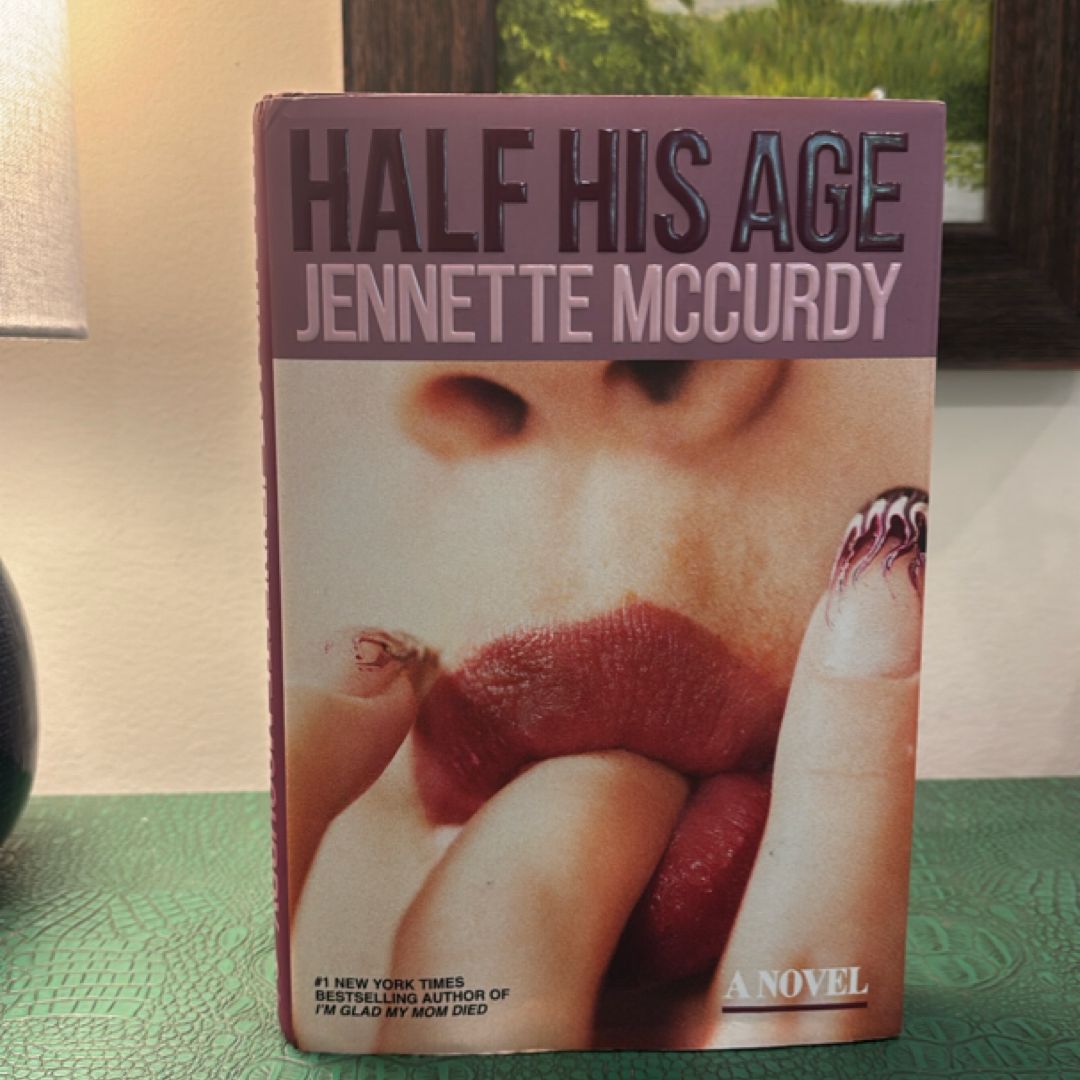 HALF HIS AGE
JENNETTE MCCURDY
#1 NEW YORK TIMES
BESTSELLING AUTHOR OF
I'M GLAD MY MOM DIED
A NOVEL